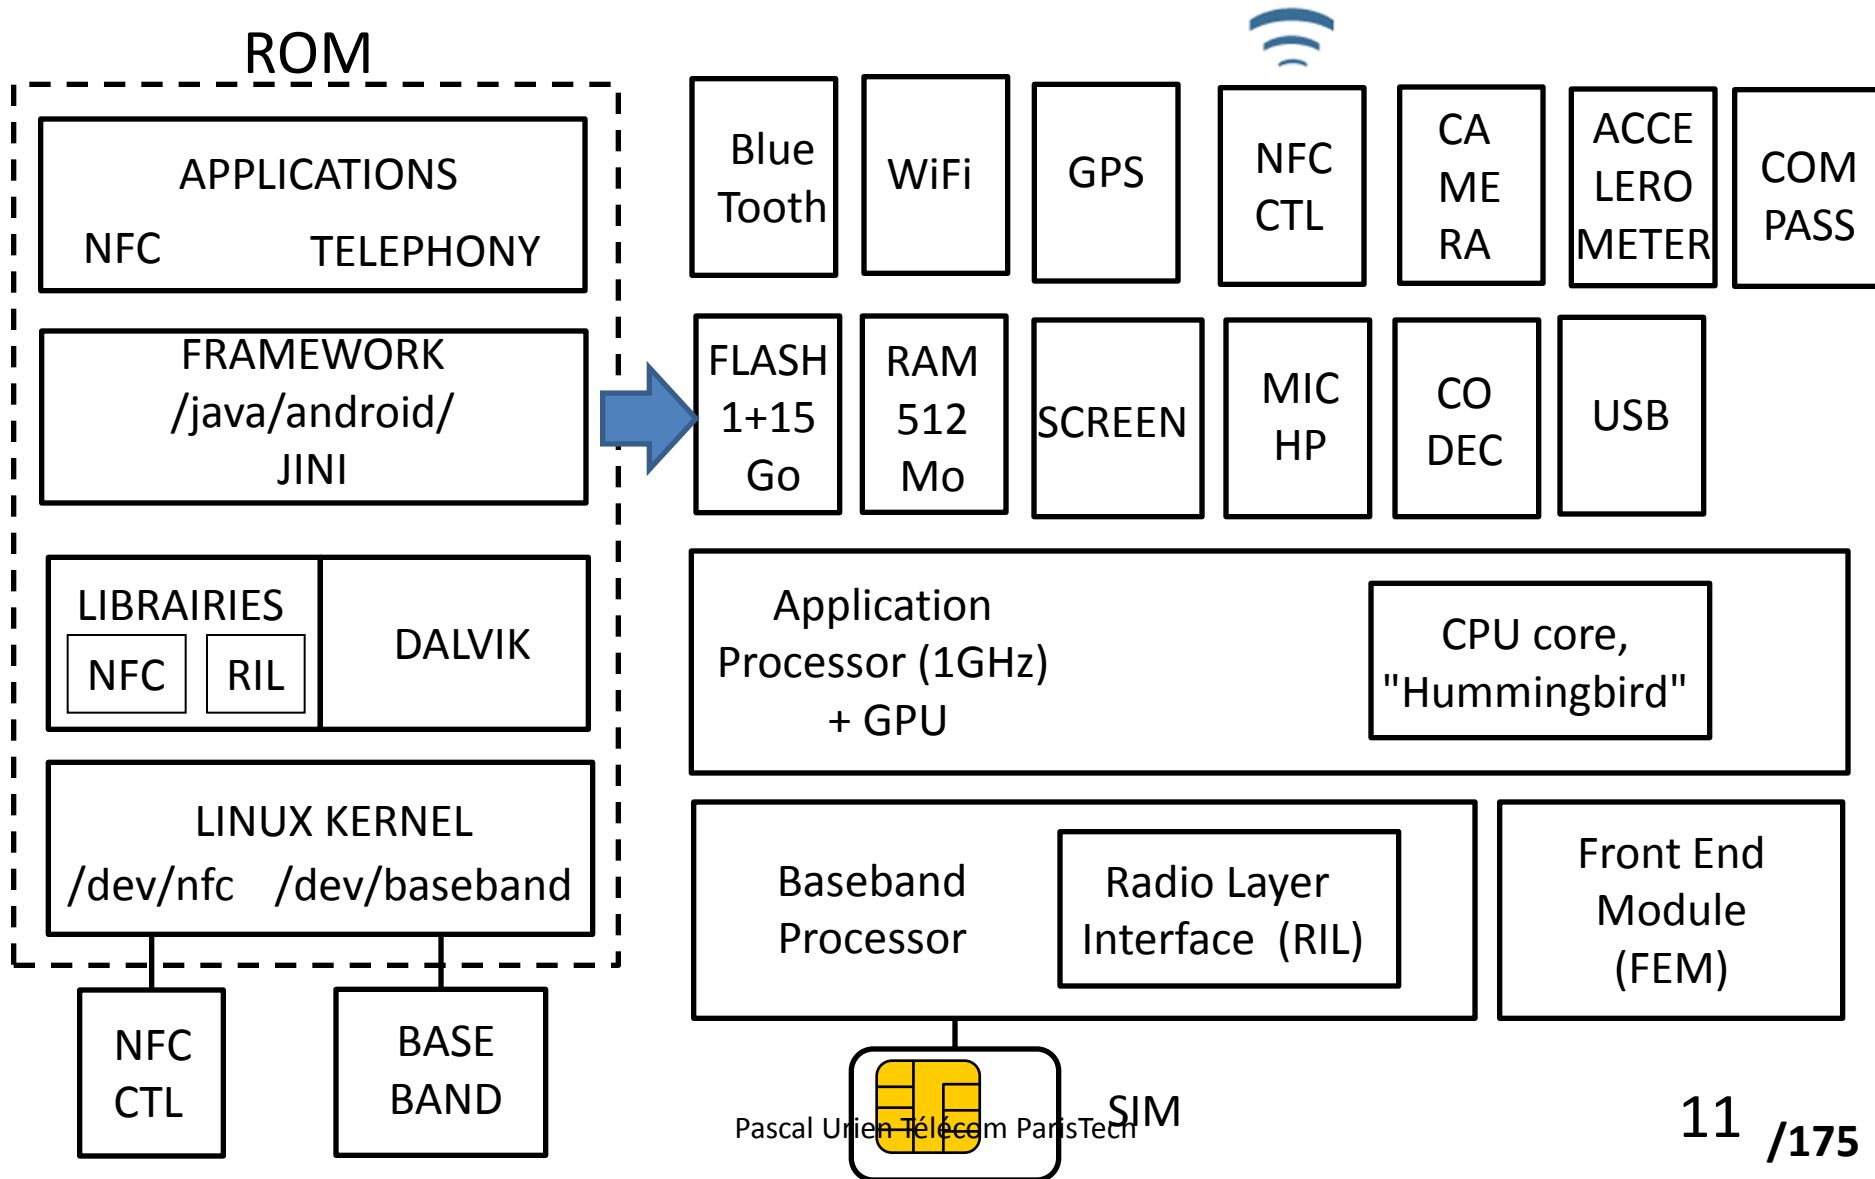 ROM
APPLICATIONS
NFC TELEPHONY
FRAMEWORK
/java/android/
JINI
LIBRAIRIES
NFC RIL
DALVIK
LINUX KERNEL
/dev/nfc /dev/baseband
NFC
CTL
BASE
BAND
Blue
Tooth
WiFi
GPS
NFC
CTL
CA
ME
RA
ACCE
LERO
METER
COM
PASS
FLASH
1+15
Go
RAM
512
Mo
SCREEN
MIC
HP
CO
DEC
USB
Application
Processor (1GHz)
+ GPU
CPU core,
"Hummingbird"
Baseband
Processor
Radio Layer
Interface (RIL)
Front End
Module
(FEM)
SIM
Pascal Urien Télécom ParisTech
11 /175